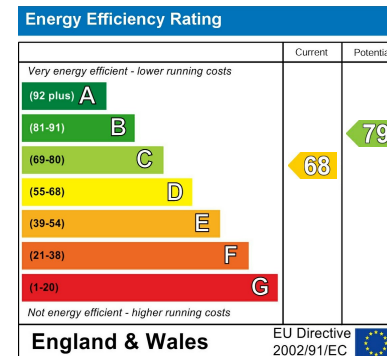 Energy Efficiency Rating
Current Potentia
Very energy efficient - lower running costs
(92 plus) A
(81-91) B
(69-80) C
(55-68) D
(39-54) E
(21-38) F
(1-20) G
68
79
Not energy efficient - higher running costs
England & Wales
EU Directive
2002/91/EC